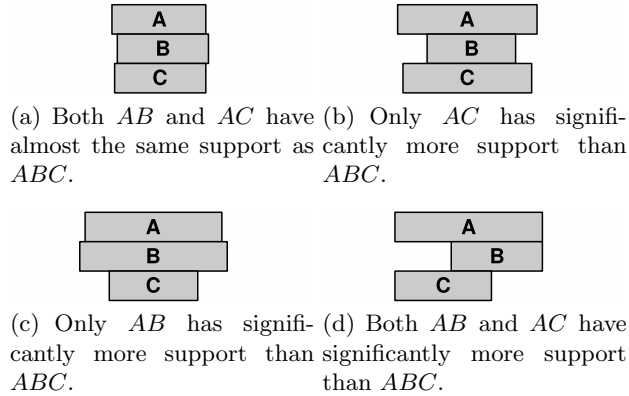 A
B
C
A
B
C
(a) Both AB and AC have
almost the same support as
ABC.
(b) Only AC has signifi-
cantly more support than
ABC.
A
B
C
A
B
C
(c) Only AB has signifi-
cantly more support than
ABC.
(d) Both AB and AC have
significantly more support
than ABC.